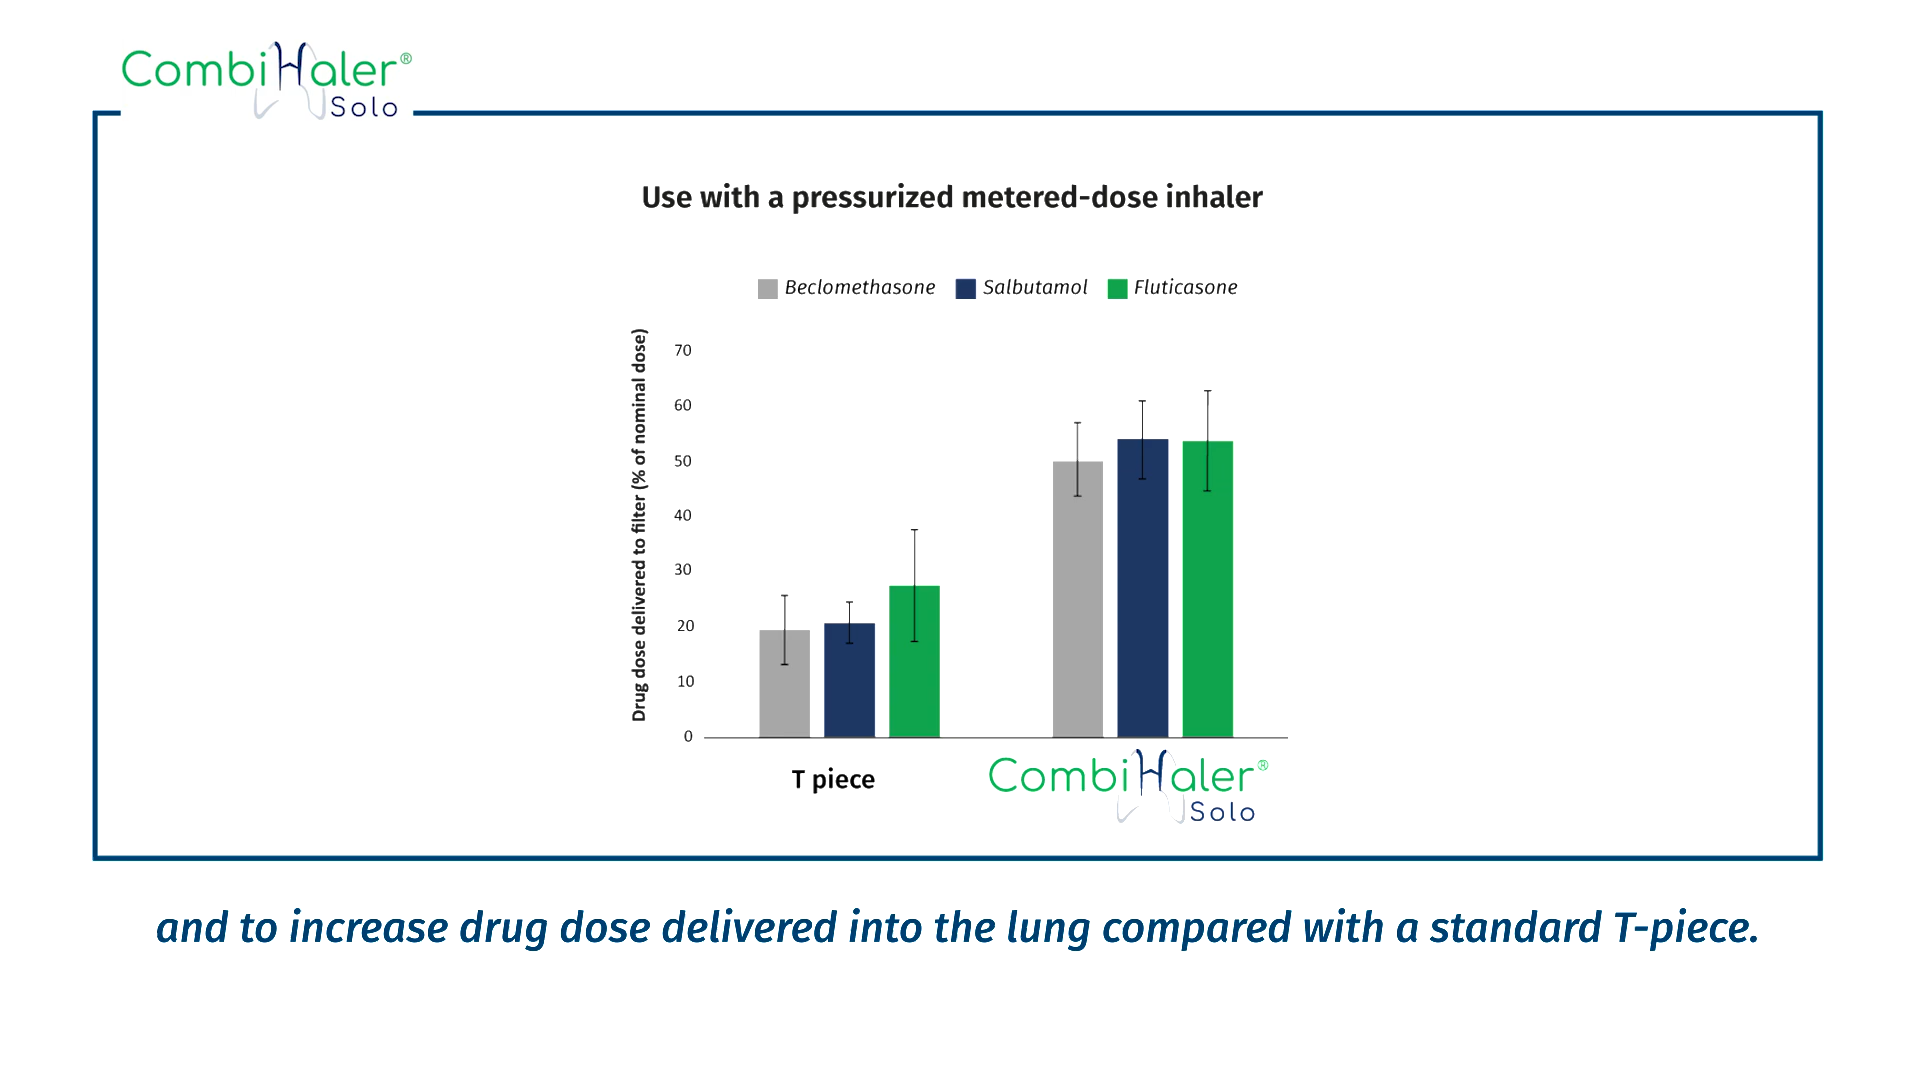 CombiHaler®
Solo
Use with a pressurized metered-dose inhaler
Beclomethasone Salbutamol Fluticasone
Drug dose delivered to filter (% of nominal dose)
70
60
50
40
30
20
10
0
T piece
CombiHaler®
Solo
and to increase drug dose delivered into the lung compared with a standard T-piece.